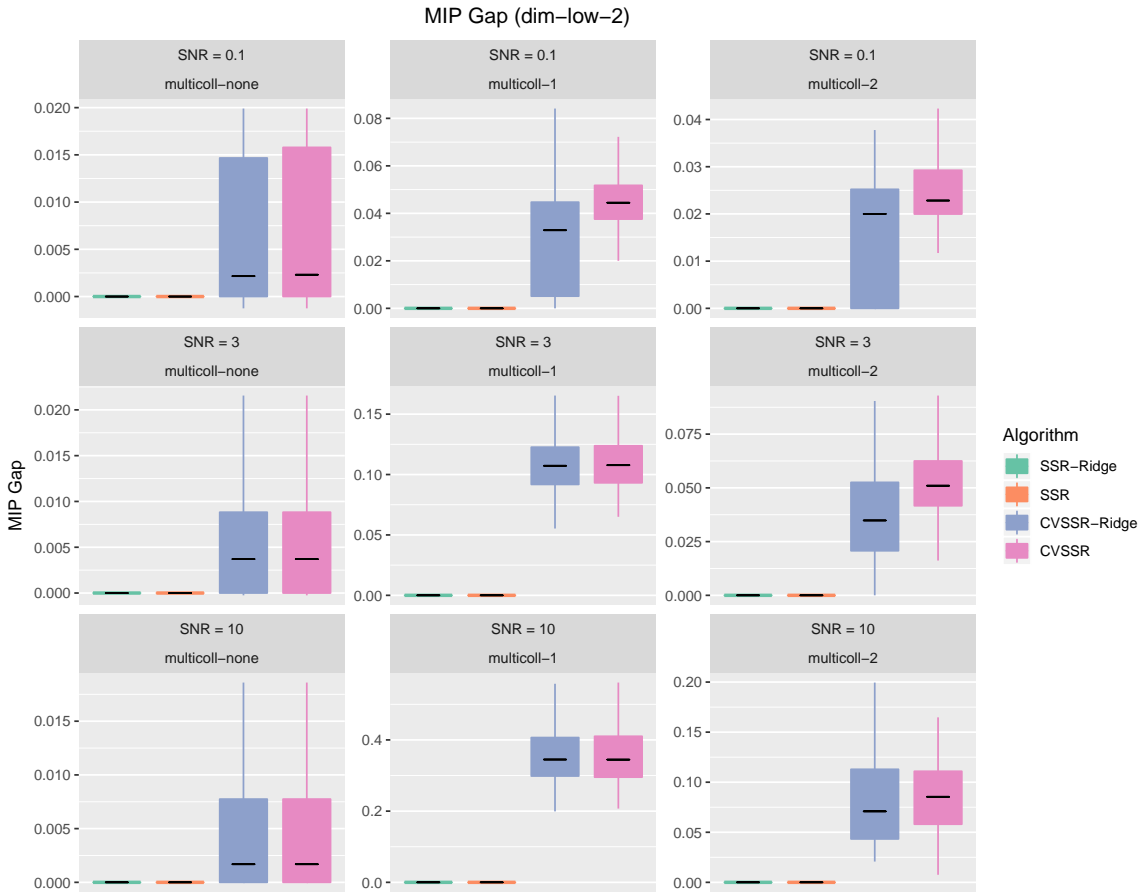 MIP Gap (dim−low−2)
SNR = 0.1
multicoll−none
0.020
0.015
0.010
0.005
0.000
SNR = 0.1
multicoll−1
0.08
0.06
0.04
0.02
0.00
SNR = 0.1
multicoll−2
0.04
0.03
0.02
0.01
0.00
SNR = 3
multicoll−none
0.020
0.015
0.010
0.005
0.000
SNR = 3
multicoll−1
0.15
0.10
0.05
0.00
SNR = 3
multicoll−2
0.075
0.050
0.025
0.000
SNR = 10
multicoll−none
0.015
0.010
0.005
0.000
SNR = 10
multicoll−1
0.4
0.2
0.0
SNR = 10
multicoll−2
0.20
0.15
0.10
0.05
0.00
MIP Gap
Algorithm
SSR−Ridge
SSR
CVSSR−Ridge
CVSSR